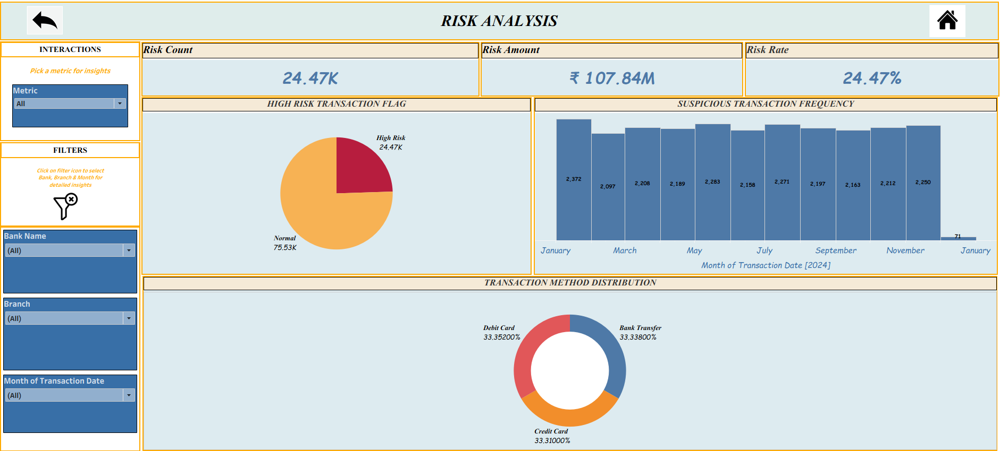 RISK ANALYSIS
INTERACTIONS
Pick a metric for insights
Metric
All
FILTERS
Click on filter icon to select
Bank, Branch & Month for
detailed insights
Bank Name
(All)
Branch
(All)
Month of Transaction Date
(All)
Risk Count
24.47K
Risk Amount
₹ 107.84M
Risk Rate
24.47%
HIGH RISK TRANSACTION FLAG
High Risk
24.47K
Normal
75.53K
SUSPICIOUS TRANSACTION FREQUENCY
2,372 2,097 2,208 2,189 2,283 2,158 2,271 2,197 2,163 2,212 2,250 71
January March May July September November January
Month of Transaction Date [2024]
TRANSACTION METHOD DISTRIBUTION
Debit Card
33.35200%
Bank Transfer
33.33800%
Credit Card
33.31000%